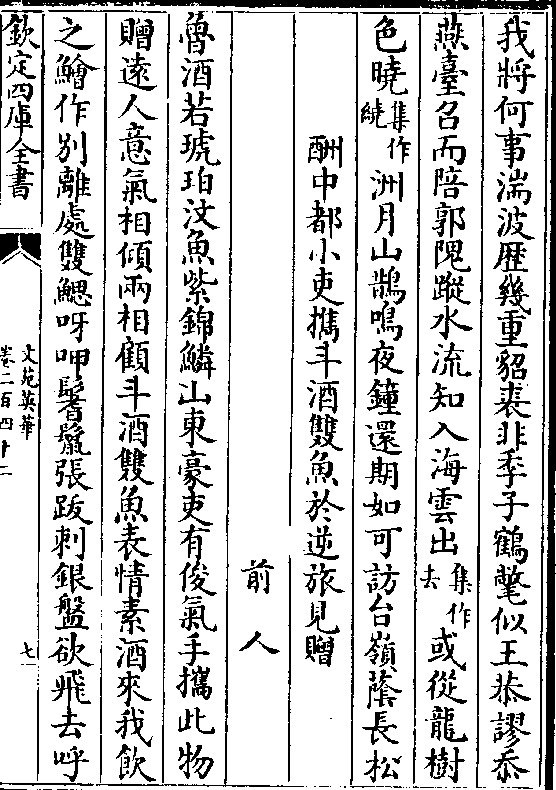 我將何事湍波歴幾重貂裘非季子鶴氅似王恭謬忝
燕臺召而陪郭隗蹤水流知入海雲出集作去或從龍樹
色曉集作繞洲月山鵲鳴夜鐘還期如可訪台嶺蔭長松
酬中都小吏攜斗酒雙魚於逆旅見贈
前人
魯酒若琥珀汶魚紫錦鱗山東豪吏有俊氣手攜此物
贈遠人意氣相傾兩相顧斗酒雙魚表情素酒來我飲
之鱠作別離處雙鰓呀呷鬐鬛張跋刺銀盤欲飛去呼
欽定四庫全書
文苑英華
卷二百四十二
七